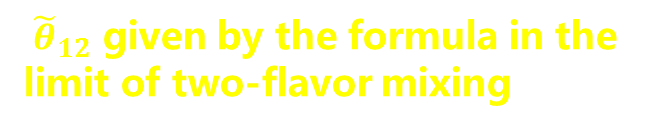 θ̃₁₂ given by the formula in the
limit of two-flavor mixing